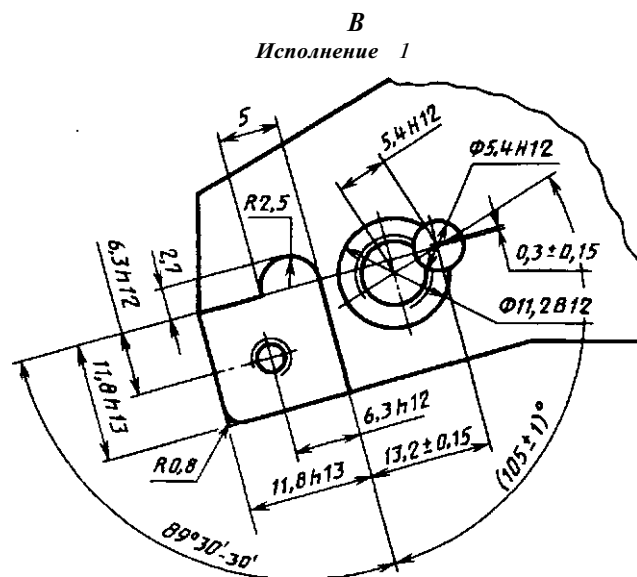 В
Исполнение 1
5
5,4H12
Ф5,4H12
R2,5
0,3±0,15
2,7
6,3h12
Ф11,2B12
11,8h13
6,3h12
R0,8
13,2±0,15
11,8h13
(105±1)°
89°30'-30'